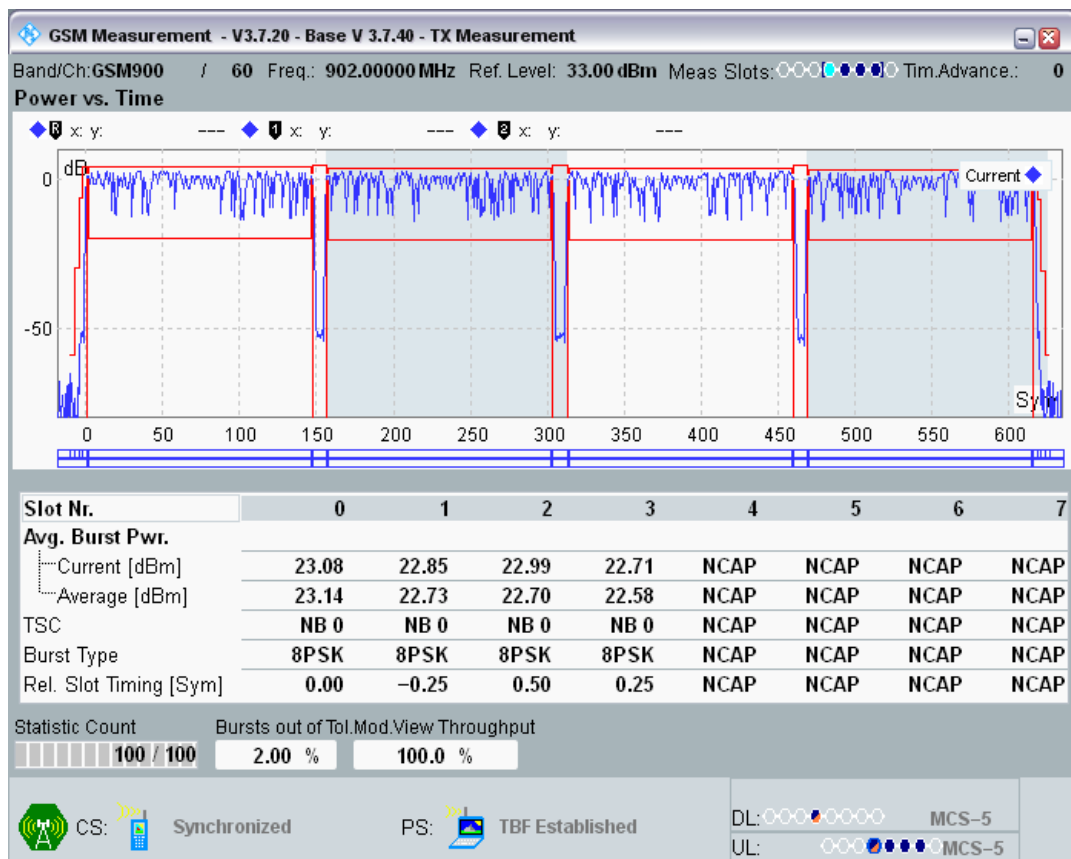 GSM Measurement - V3.7.20 - Base V 3.7.40 - TX Measurement
Band/Ch:GSM900 / 60 Freq.: 902.00000 MHz Ref. Level: 33.00 dBm Meas Slots: Tim.Advance.: 0
Power vs. Time
R x: y: --- 1 x: y: --- 2 x: y: ---
dB
0
Current
-50
Sym
0 50 100 150 200 250 300 350 400 450 500 550 600
Slot Nr. 0 1 2 3 4 5 6 7
Avg. Burst Pwr.
Current [dBm] 23.08 22.85 22.99 22.71 NCAP NCAP NCAP NCAP
Average [dBm] 23.14 22.73 22.70 22.58 NCAP NCAP NCAP NCAP
TSC NB 0 NB 0 NB 0 NB 0 NCAP NCAP NCAP NCAP
Burst Type 8PSK 8PSK 8PSK 8PSK NCAP NCAP NCAP NCAP
Rel. Slot Timing [Sym] 0.00 −0.25 0.50 0.25 NCAP NCAP NCAP NCAP
Statistic Count Bursts out of Tol. Mod.View Throughput
100 / 100 2.00 % 100.0 %
DL: MCS−5
CS: Synchronized PS: TBF Established
UL: MCS−5